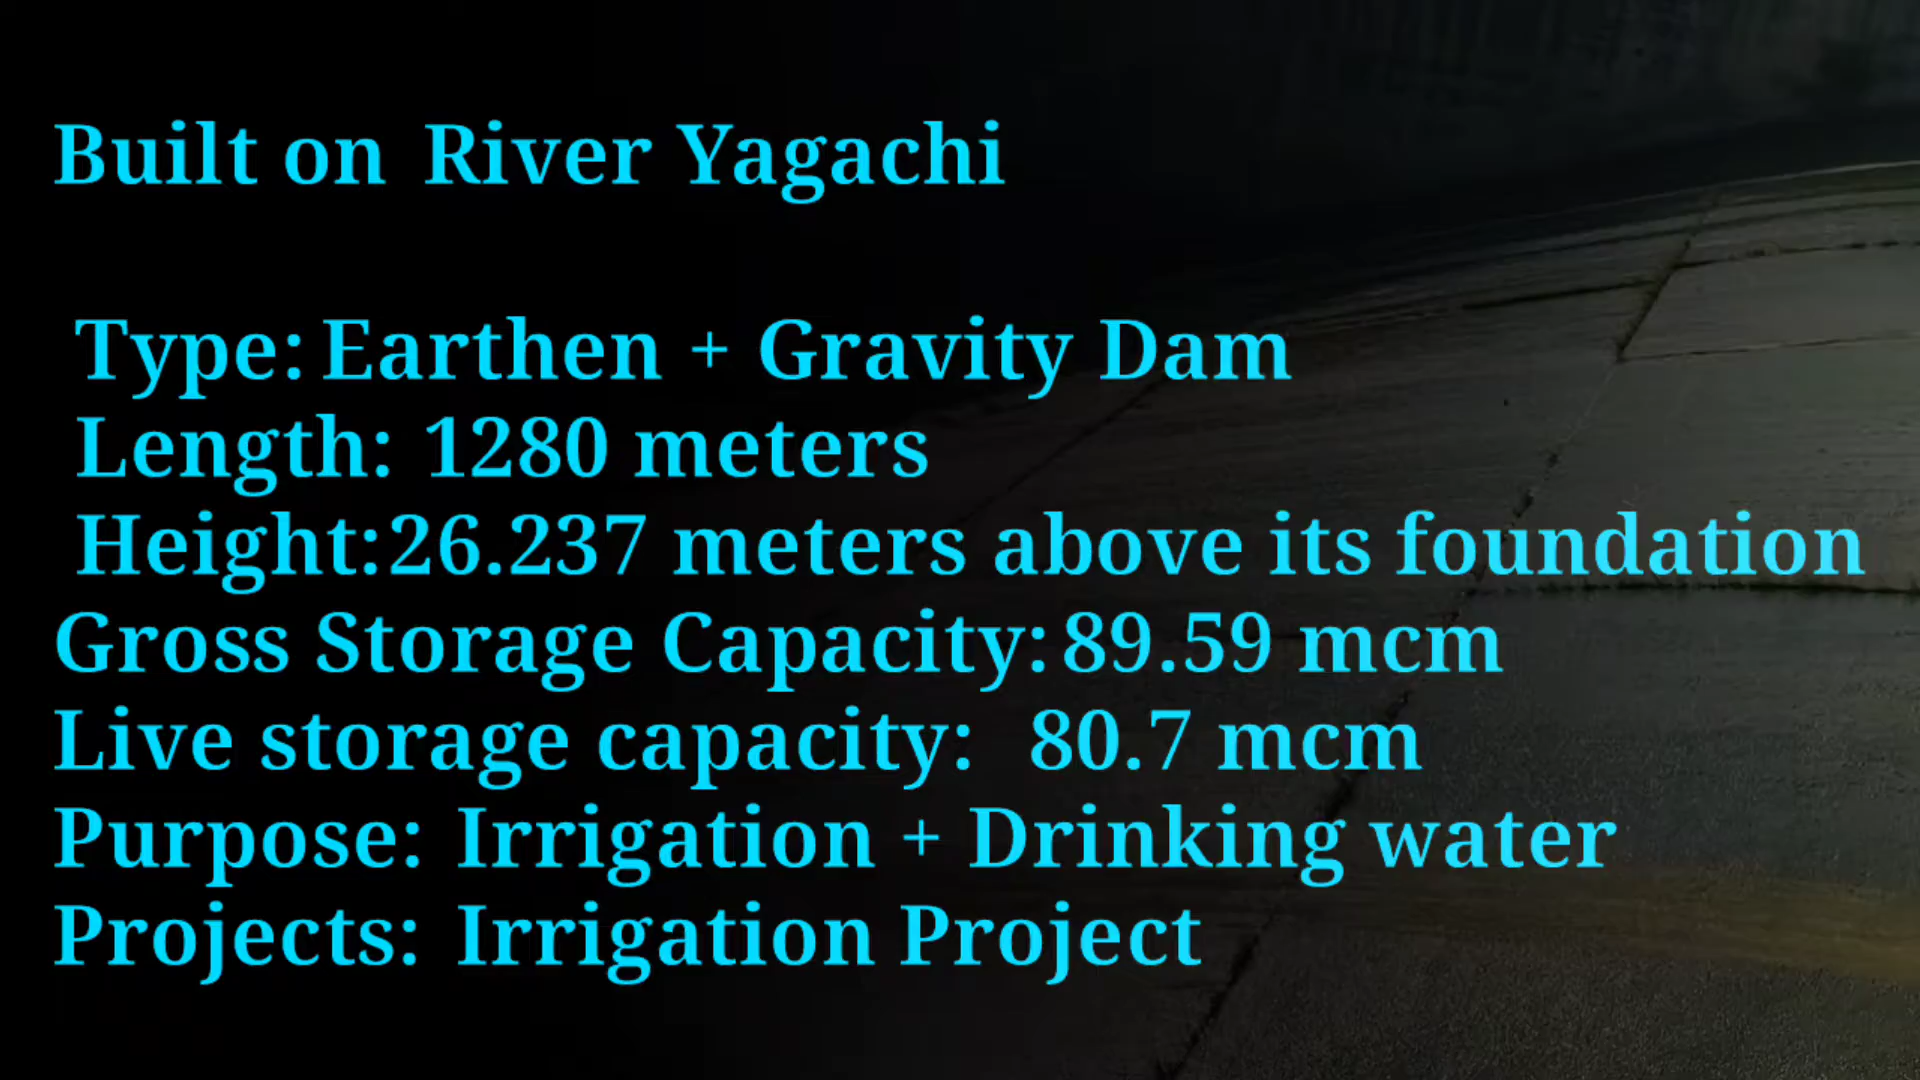 Built on River Yagachi
Type: Earthen + Gravity Dam
Length: 1280 meters
Height:26.237 meters above its foundation
Gross Storage Capacity: 89.59 mcm
Live storage capacity: 80.7 mcm
Purpose: Irrigation + Drinking water
Projects: Irrigation Project